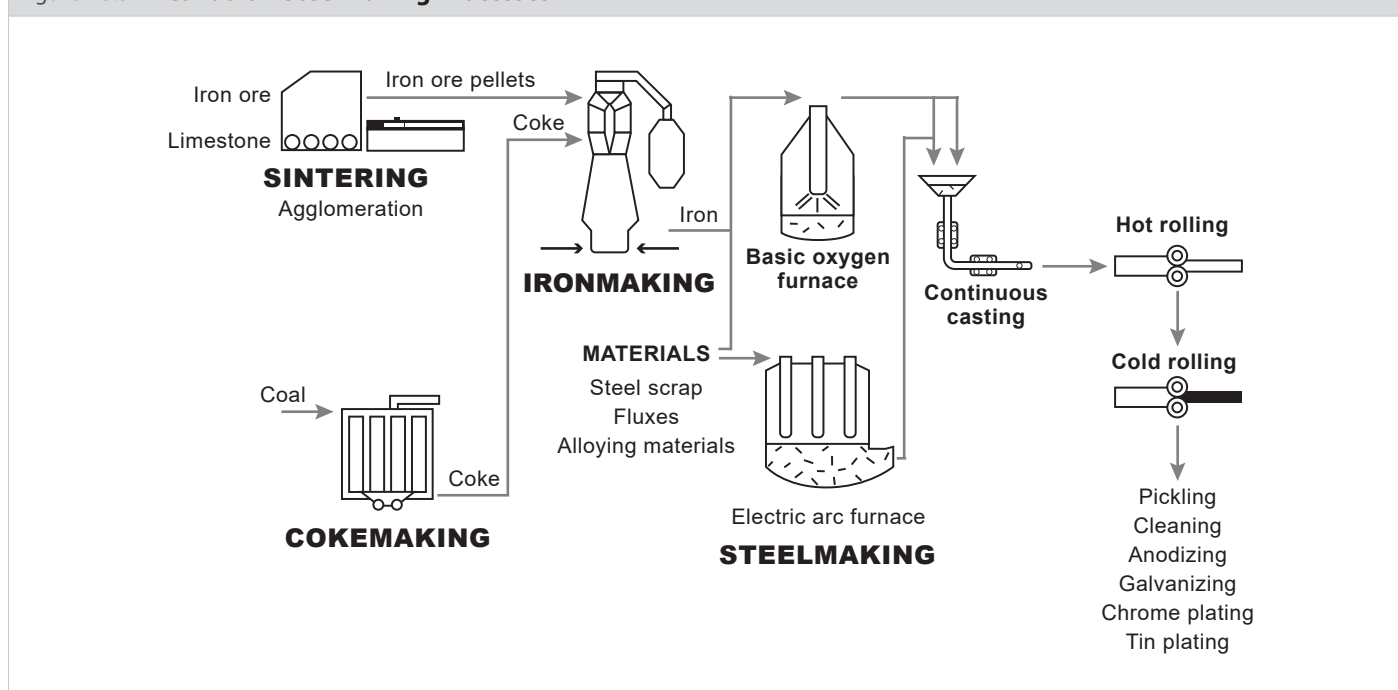 Iron ore
Iron ore pellets
Limestone
SINTERING
Agglomeration
Coke
Iron
IRONMAKING
Coal
Coke
COKEMAKING
MATERIALS
Steel scrap
Fluxes
Alloying materials
Basic oxygen
furnace
Electric arc furnace
STEELMAKING
Continuous
casting
Hot rolling
Cold rolling
Pickling
Cleaning
Anodizing
Galvanizing
Chrome plating
Tin plating